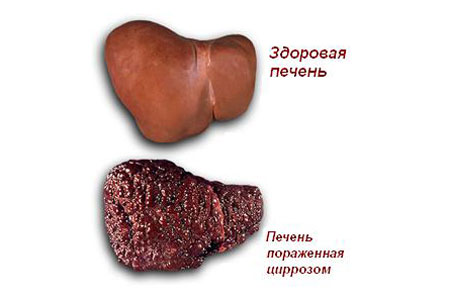 Здоровая
печень
Печень
пораженная
циррозом